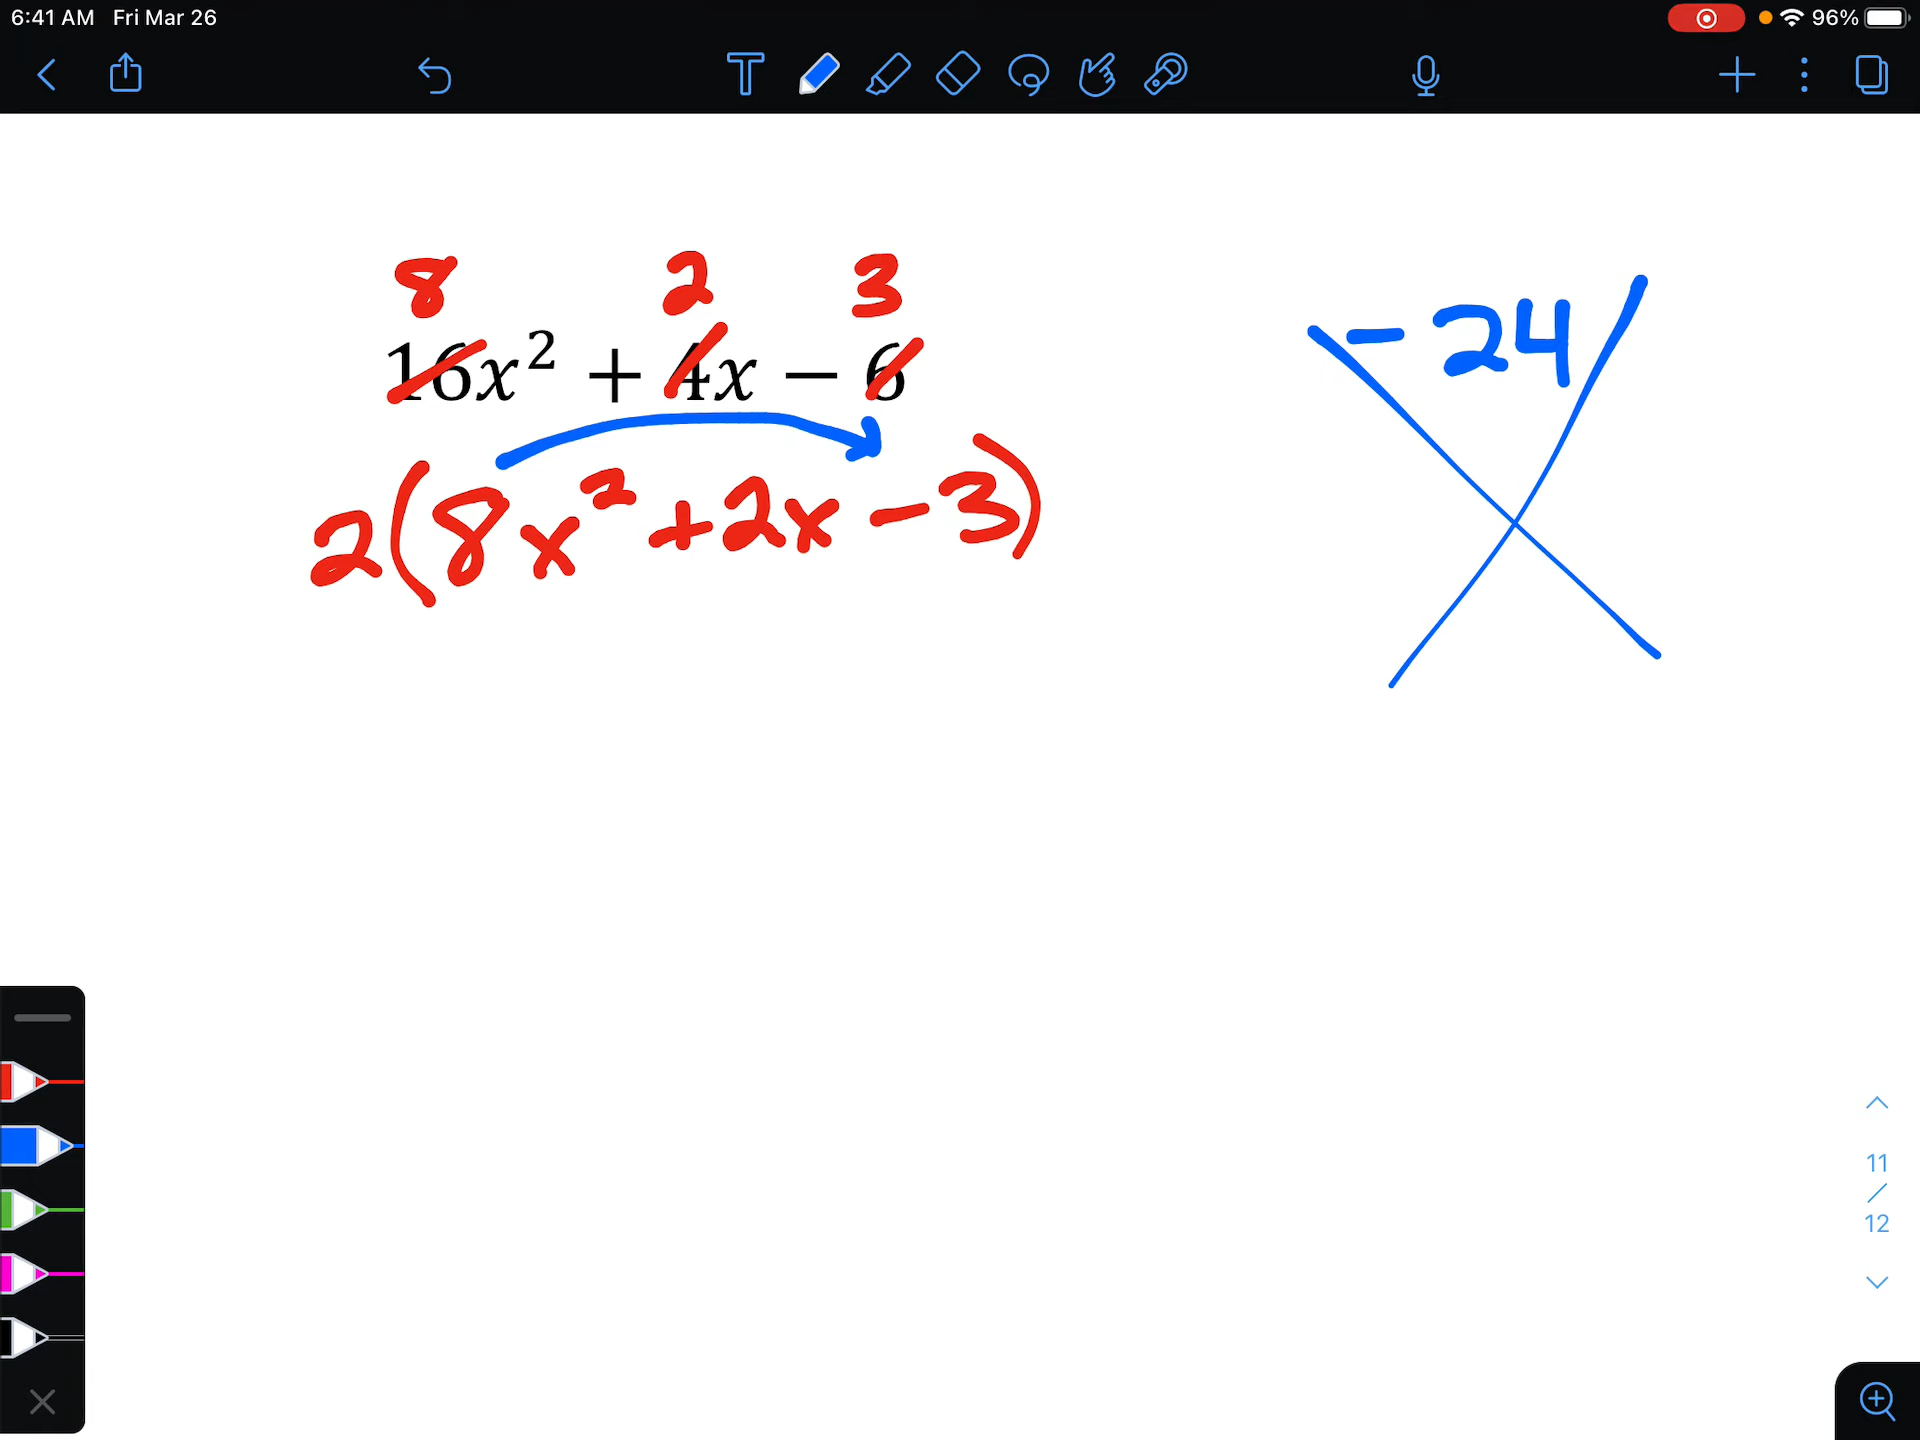 6:41 AM Fri Mar 26
96%
T
8 2 3
16x² + 4x − 6
2(8x² + 2x − 3)
-24
11
/
12